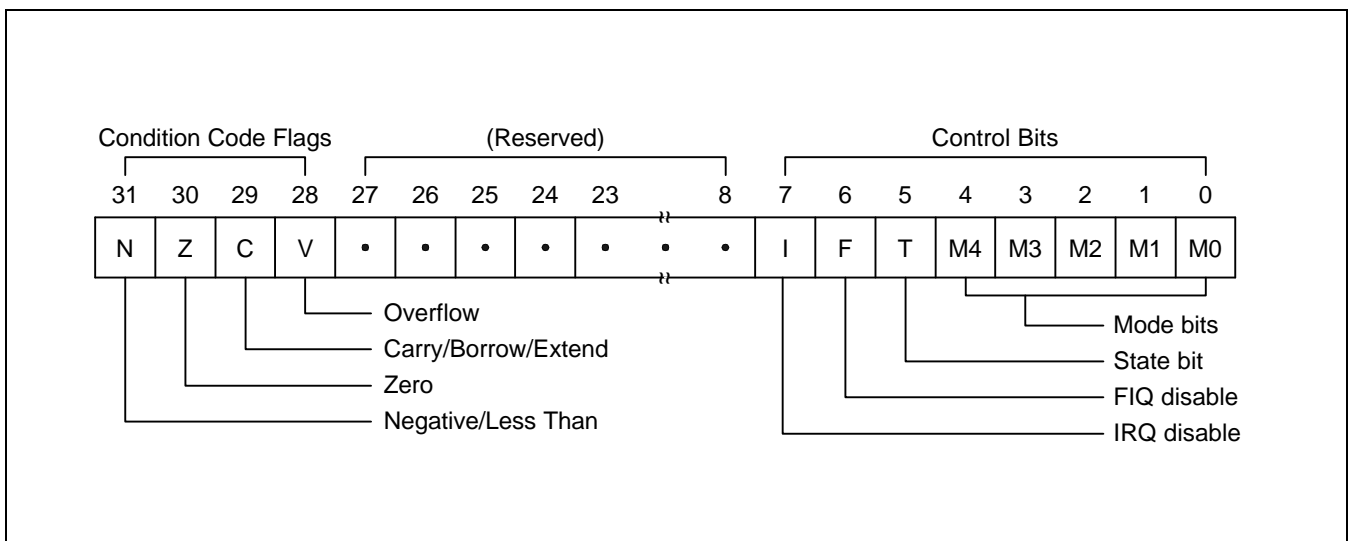 Condition Code Flags (Reserved) Control Bits
31 30 29 28 27 26 25 24 23 8 7 6 5 4 3 2 1 0
N Z C V • • • • • • • I F T M4 M3 M2 M1 M0
Overflow Mode bits
Carry/Borrow/Extend State bit
Zero FIQ disable
Negative/Less Than IRQ disable